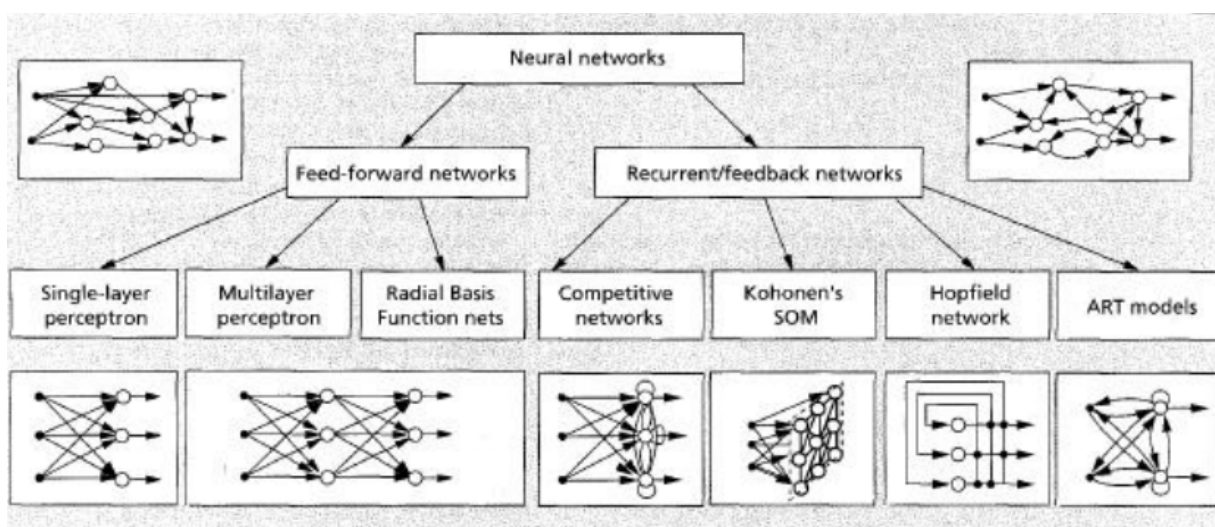 Neural networks
Feed-forward networks
Recurrent/feedback networks
Single-layer
perceptron
Multilayer
perceptron
Radial Basis
Function nets
Competitive
networks
Kohonen's
SOM
Hopfield
network
ART models